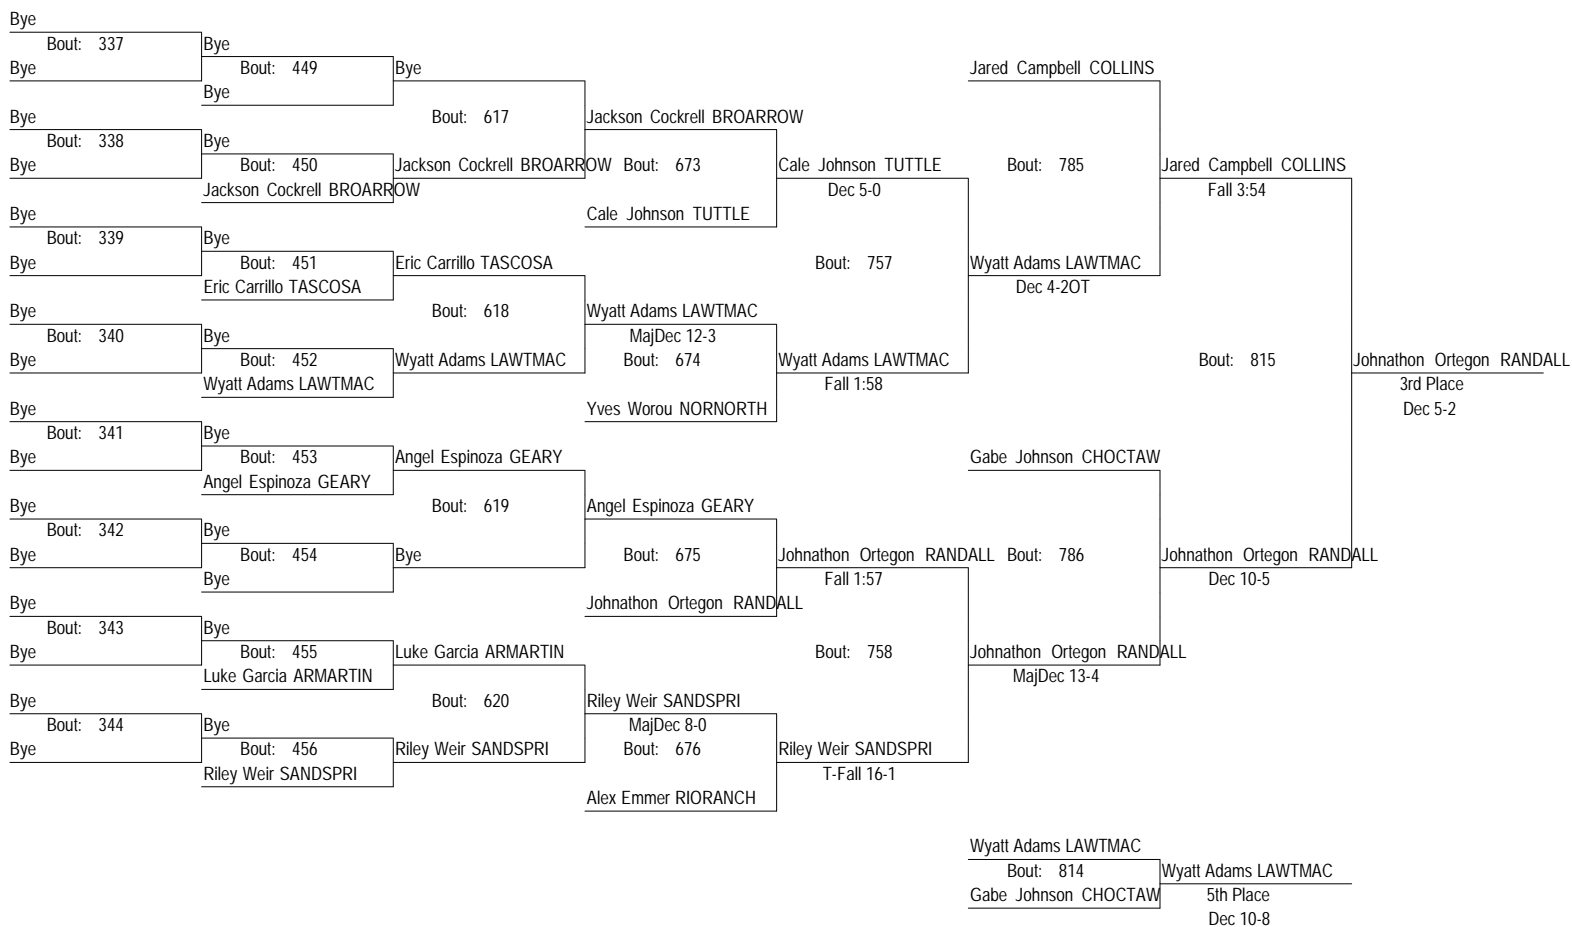 Bye
Bout: 337
Bye
Bye
Bout: 338
Bye
Bye
Bout: 339
Bye
Bye
Bout: 340
Bye
Bye
Bout: 341
Bye
Bye
Bout: 342
Bye
Bye
Bout: 343
Bye
Bye
Bout: 344
Bye
Bye
Bout: 449
Bye
Bye
Bout: 450
Jackson Cockrell BROARROW
Bye
Bout: 451
Eric Carrillo TASCOSA
Bye
Bout: 452
Wyatt Adams LAWTMAC
Bye
Bout: 453
Angel Espinoza GEARY
Bye
Bout: 454
Bye
Bye
Bout: 455
Luke Garcia ARMARTIN
Bye
Bout: 456
Riley Weir SANDSPRI
Bye
Bout: 617
Jackson Cockrell BROARROW
Eric Carrillo TASCOSA
Bout: 618
Wyatt Adams LAWTMAC
Angel Espinoza GEARY
Bout: 619
Bye
Luke Garcia ARMARTIN
Bout: 620
Riley Weir SANDSPRI
Jackson Cockrell BROARROW
Bout: 673
Cale Johnson TUTTLE
Wyatt Adams LAWTMAC
MajDec 12-3
Bout: 674
Yves Worou NORNORTH
Angel Espinoza GEARY
Bout: 675
Johnathon Ortegon RANDALL
Riley Weir SANDSPRI
MajDec 8-0
Bout: 676
Alex Emmer RIORANCH
Cale Johnson TUTTLE
Dec 5-0
Bout: 757
Wyatt Adams LAWTMAC
Fall 1:58
Johnathon Ortegon RANDALL
Fall 1:57
Bout: 758
Riley Weir SANDSPRI
T-Fall 16-1
Jared Campbell COLLINS
Bout: 785
Wyatt Adams LAWTMAC
Dec 4-2OT
Gabe Johnson CHOCTAW
Bout: 786
Johnathon Ortegon RANDALL
MajDec 13-4
Jared Campbell COLLINS
Fall 3:54
Bout: 815
Johnathon Ortegon RANDALL
Dec 10-5
Johnathon Ortegon RANDALL
3rd Place
Dec 5-2
Wyatt Adams LAWTMAC
Bout: 814
Gabe Johnson CHOCTAW
Wyatt Adams LAWTMAC
5th Place
Dec 10-8